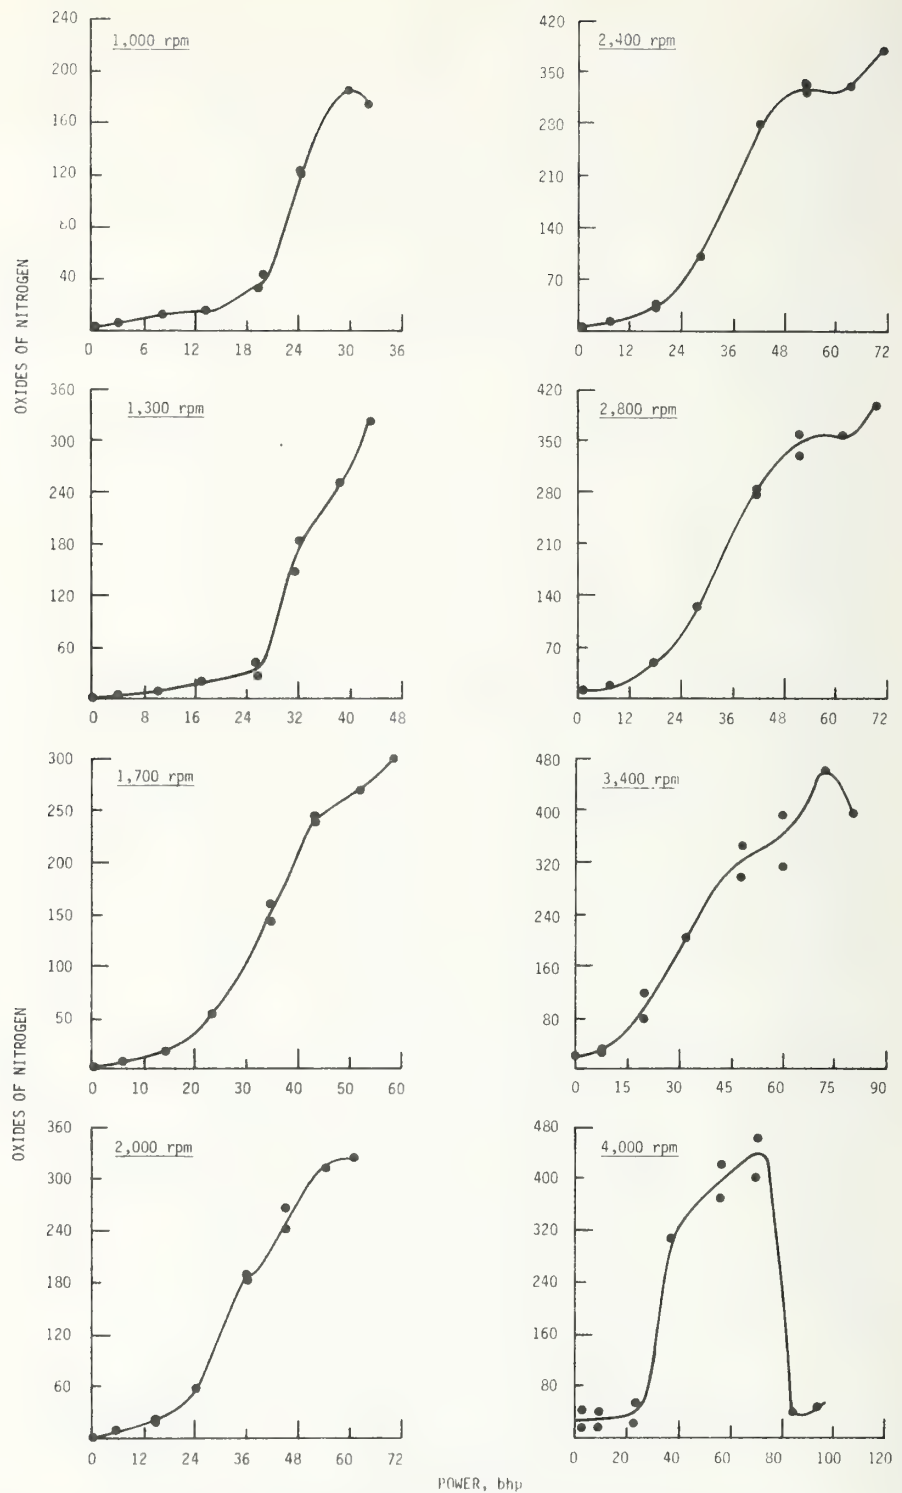 1,000 rpm
240
200
160
120
80
40
0 6 12 18 24 30 36
2,400 rpm
420
350
230
210
140
70
0 12 24 36 48 60 72
OXIDES OF NITROGEN
1,300 rpm
360
300
240
180
120
60
0 8 16 24 32 40 48
2,800 rpm
420
350
280
210
140
70
0 12 24 36 48 60 72
1,700 rpm
300
250
200
150
100
50
0 10 20 30 40 50 60
3,400 rpm
480
400
320
240
160
80
0 15 30 45 60 75 90
OXIDES OF NITROGEN
2,000 rpm
360
300
240
180
120
60
0 12 24 36 48 60 72
4,000 rpm
480
400
320
240
160
80
0 20 40 60 80 100 120
POWER, bhp